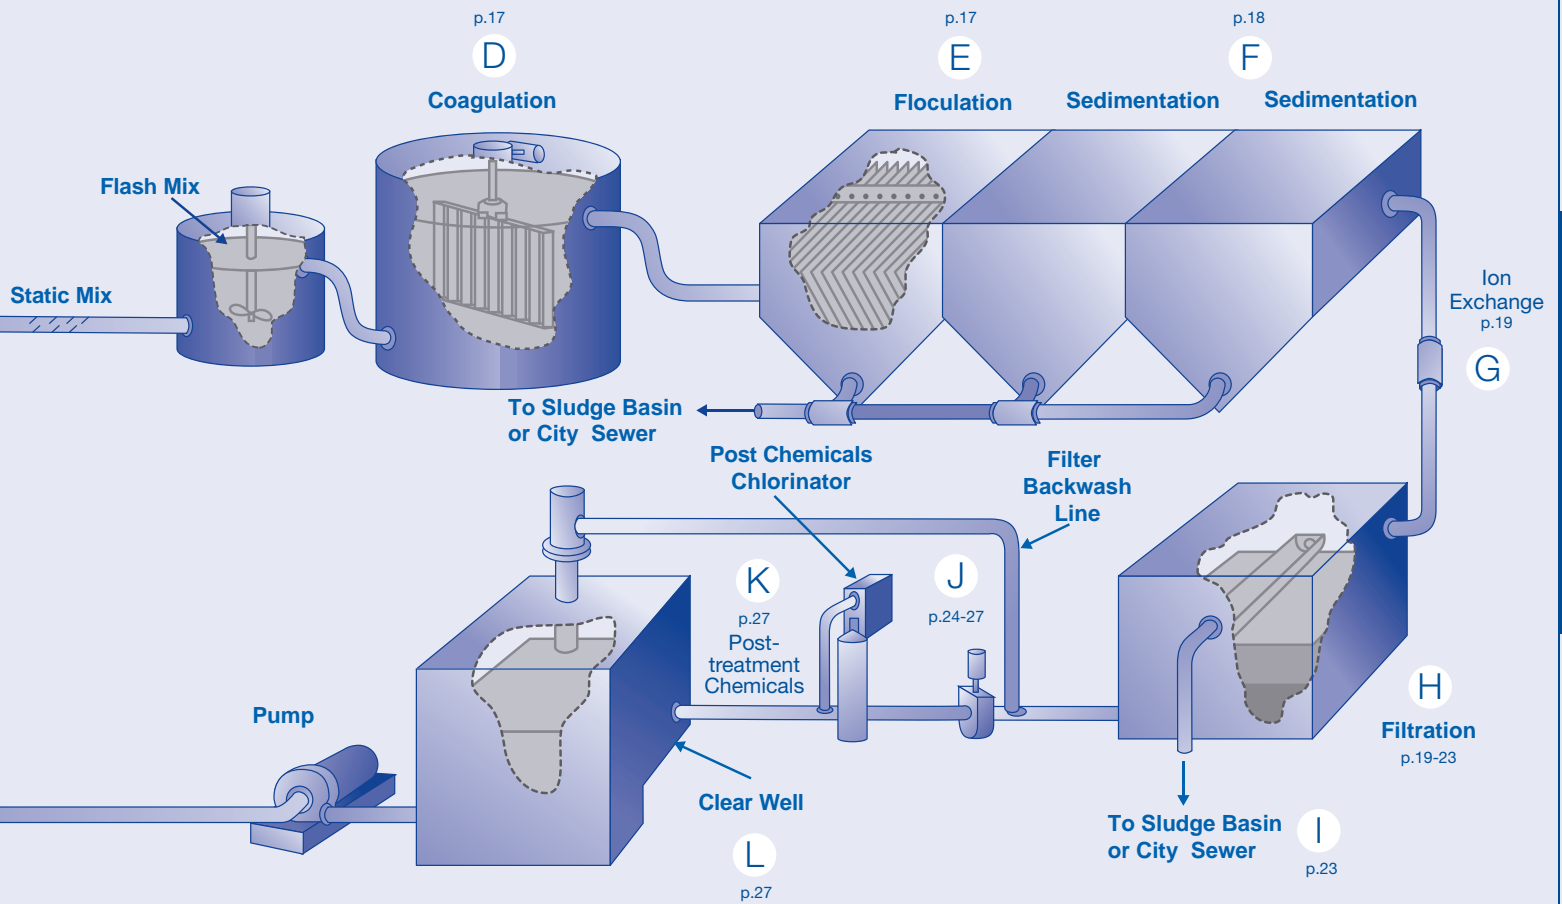 p.17
D
Coagulation
p.17
E
Floculation
p.18
F
Sedimentation
Sedimentation
Flash Mix
Static Mix
Ion
Exchange
p.19
G
To Sludge Basin
or City Sewer
Post Chemicals
Chlorinator
Filter
Backwash
Line
K
p.27
Post-
treatment
Chemicals
J
p.24-27
H
Filtration
p.19-23
Pump
Clear Well
L
p.27
To Sludge Basin
or City Sewer
I
p.23